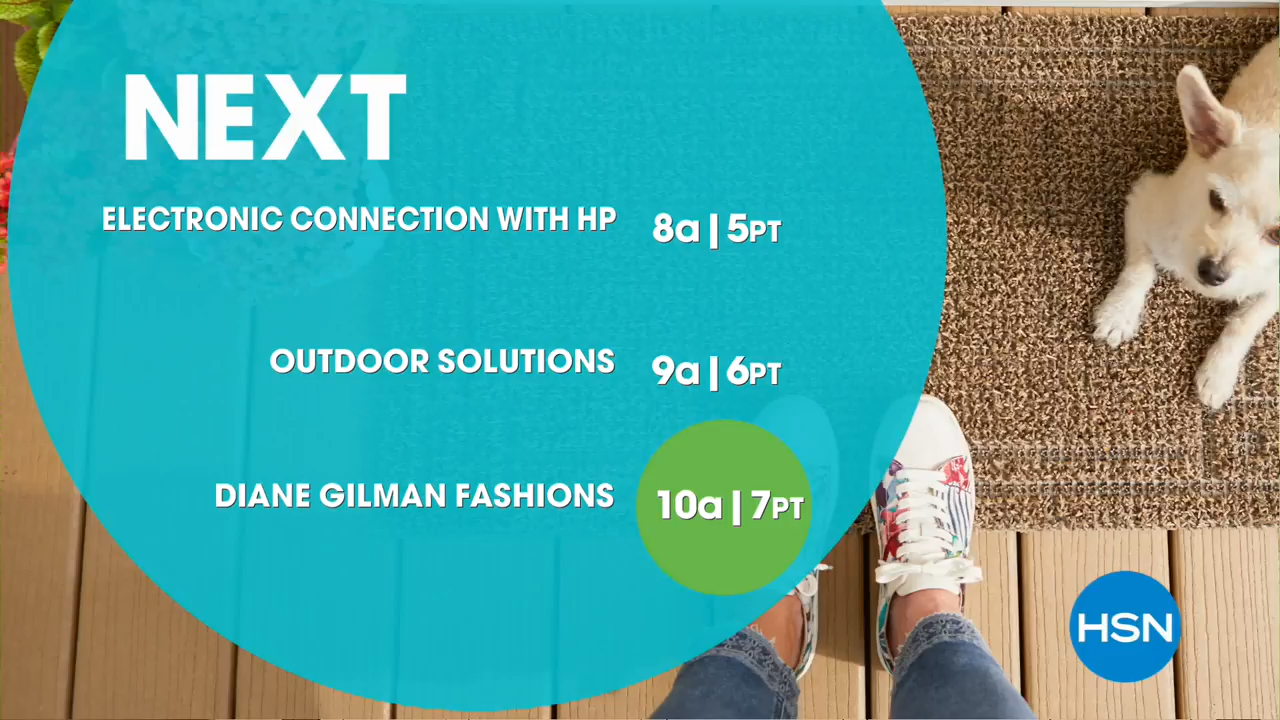 NEXT
ELECTRONIC CONNECTION WITH HP 8a | 5PT
OUTDOOR SOLUTIONS 9a | 6PT
DIANE GILMAN FASHIONS 10a | 7PT
HSN